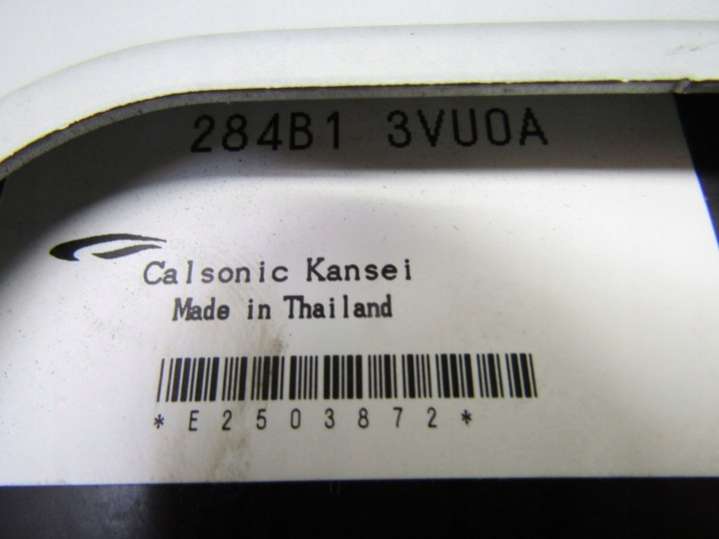 284B1 3VU0A
Calsonic Kansei
Made in Thailand
*E2503872*